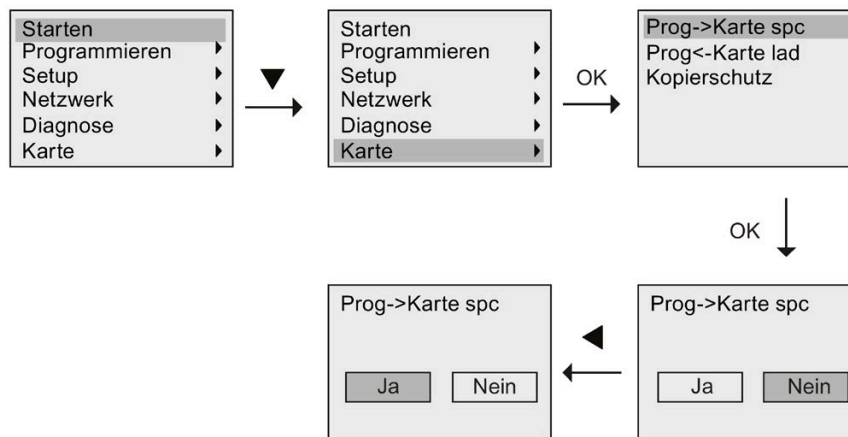 Starten
Programmieren
Setup
Netzwerk
Diagnose
Karte
Starten
Programmieren
Setup
Netzwerk
Diagnose
Karte
OK
Prog->Karte spc
Prog<-Karte lad
Kopierschutz
OK
Prog->Karte spc
Ja Nein
Prog->Karte spc
Ja Nein